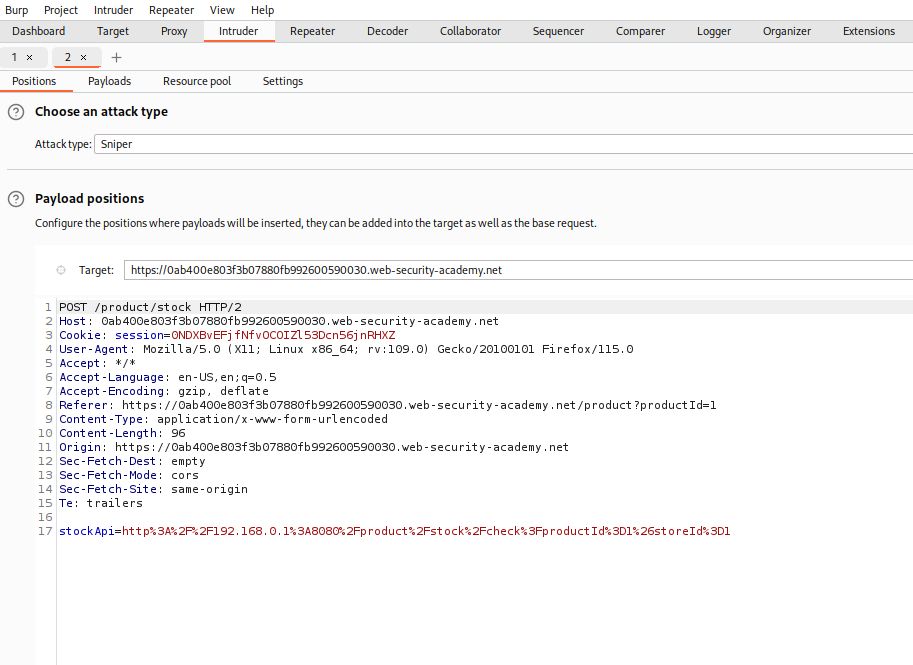 Burp Project Intruder Repeater View Help
Dashboard Target Proxy Intruder Repeater Decoder Collaborator Sequencer Comparer Logger Organizer Extensions
1 × 2 × +
Positions Payloads Resource pool Settings
? Choose an attack type
Attack type: Sniper
? Payload positions
Configure the positions where payloads will be inserted, they can be added into the target as well as the base request.
Target: https://0ab400e803f3b07880fb992600590030.web-security-academy.net
1 POST /product/stock HTTP/2
2 Host: 0ab400e803f3b07880fb992600590030.web-security-academy.net
3 Cookie: session=0NDXBvEFjfNfvOCOIZl53Dcn56jnRHXZ
4 User-Agent: Mozilla/5.0 (X11; Linux x86_64; rv:109.0) Gecko/20100101 Firefox/115.0
5 Accept: */*
6 Accept-Language: en-US,en;q=0.5
7 Accept-Encoding: gzip, deflate
8 Referer: https://0ab400e803f3b07880fb992600590030.web-security-academy.net/product?productId=1
9 Content-Type: application/x-www-form-urlencoded
10 Content-Length: 96
11 Origin: https://0ab400e803f3b07880fb992600590030.web-security-academy.net
12 Sec-Fetch-Dest: empty
13 Sec-Fetch-Mode: cors
14 Sec-Fetch-Site: same-origin
15 Te: trailers
16
17 stockApi=http%3A%2F%2F192.168.0.1%3A8080%2Fproduct%2Fstock%2Fcheck%3FproductId%3D1%26storeId%3D1